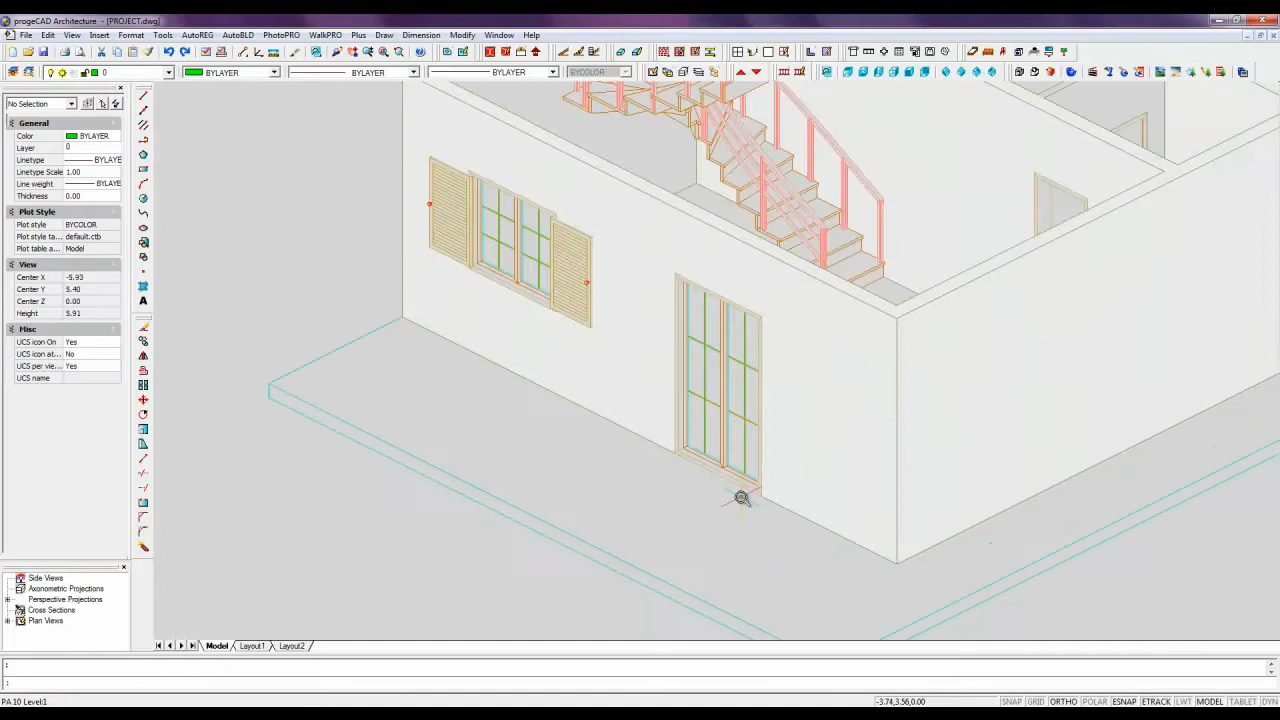 progeCAD Architecture - [PROJECT.dwg]
File Edit View Insert Format Tools AutoREG AutoBLD PhotoPRO WalkPRO Plus Draw Dimension Modify Window Help
0 BYLAYER BYLAYER BYLAYER BYCOLOR
No Selection
General
Color BYLAYER
Layer 0
Linetype BYLAYE
Linetype Scale 1.00
Line weight BYLAYE
Thickness 0.00
Plot Style
Plot style BYCOLOR
Plot style ta... default.ctb
Plot table a... Model
View
Center X -5.93
Center Y 5.40
Center Z 0.00
Height 5.91
Misc
UCS icon On Yes
UCS icon at... No
UCS per vie... Yes
UCS name
Side Views
Axonometric Projections
Perspective Projections
Cross Sections
Plan Views
Model Layout1 Layout2
:
:
PA 10 Level:1 -3.74,3.56,0.00 SNAP GRID ORTHO POLAR ESNAP ETRACK LWT MODEL TABLET DYN